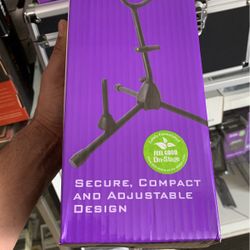 FEEL GOOD
On-Stage
SECURE, COMPACT
AND ADJUSTABLE
DESIGN